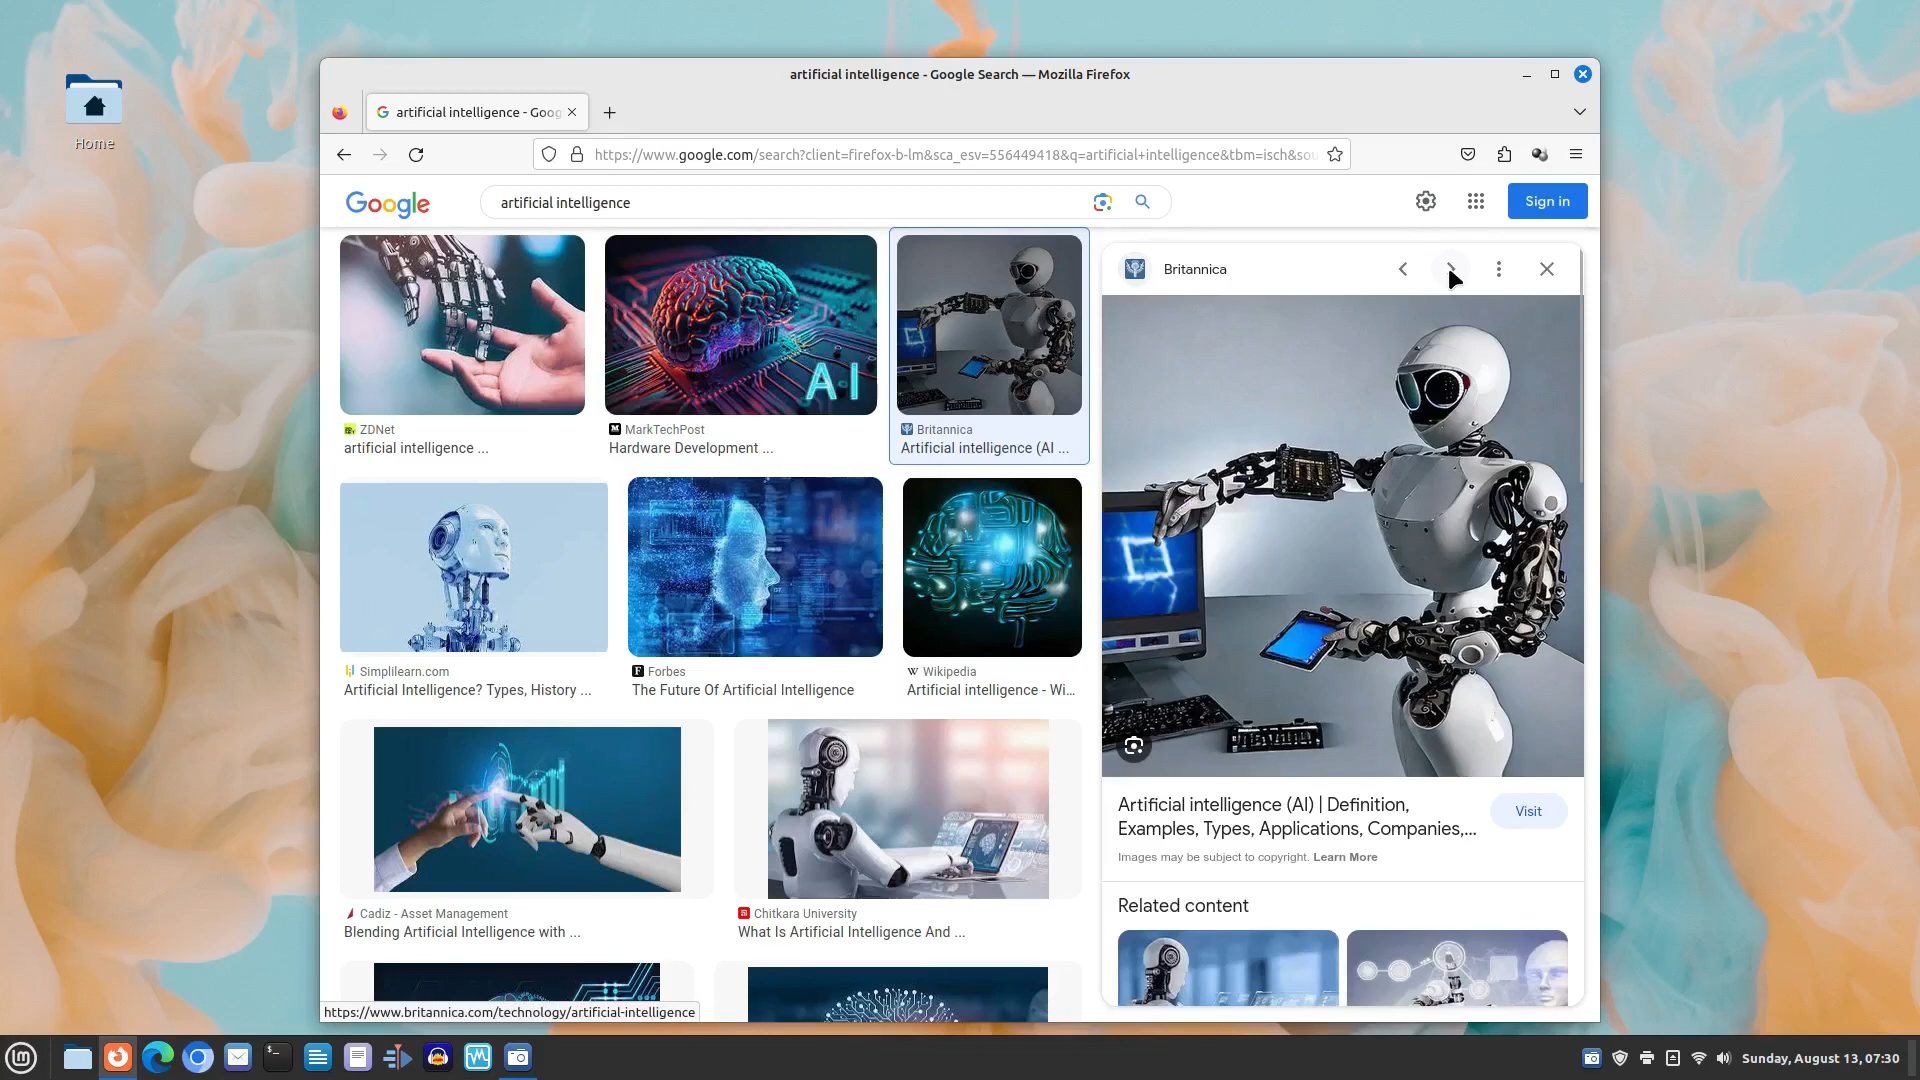 Home
artificial intelligence - Google Search — Mozilla Firefox
artificial intelligence - Goog
https://www.google.com/search?client=firefox-b-lm&sca_esv=556449418&q=artificial+intelligence&tbm=isch&sou
Google
artificial intelligence
Sign in
AI
ZDNet
artificial intelligence ...
MarkTechPost
Hardware Development ...
Britannica
Artificial intelligence (AI ...
Simplilearn.com
Artificial Intelligence? Types, History ...
Forbes
The Future Of Artificial Intelligence
W Wikipedia
Artificial intelligence - Wi...
Cadiz - Asset Management
Blending Artificial Intelligence with ...
Chitkara University
What Is Artificial Intelligence And ...
https://www.britannica.com/technology/artificial-intelligence
Britannica
Artificial intelligence (AI) | Definition,
Examples, Types, Applications, Companies,...
Visit
Images may be subject to copyright. Learn More
Related content
Sunday, August 13, 07:30